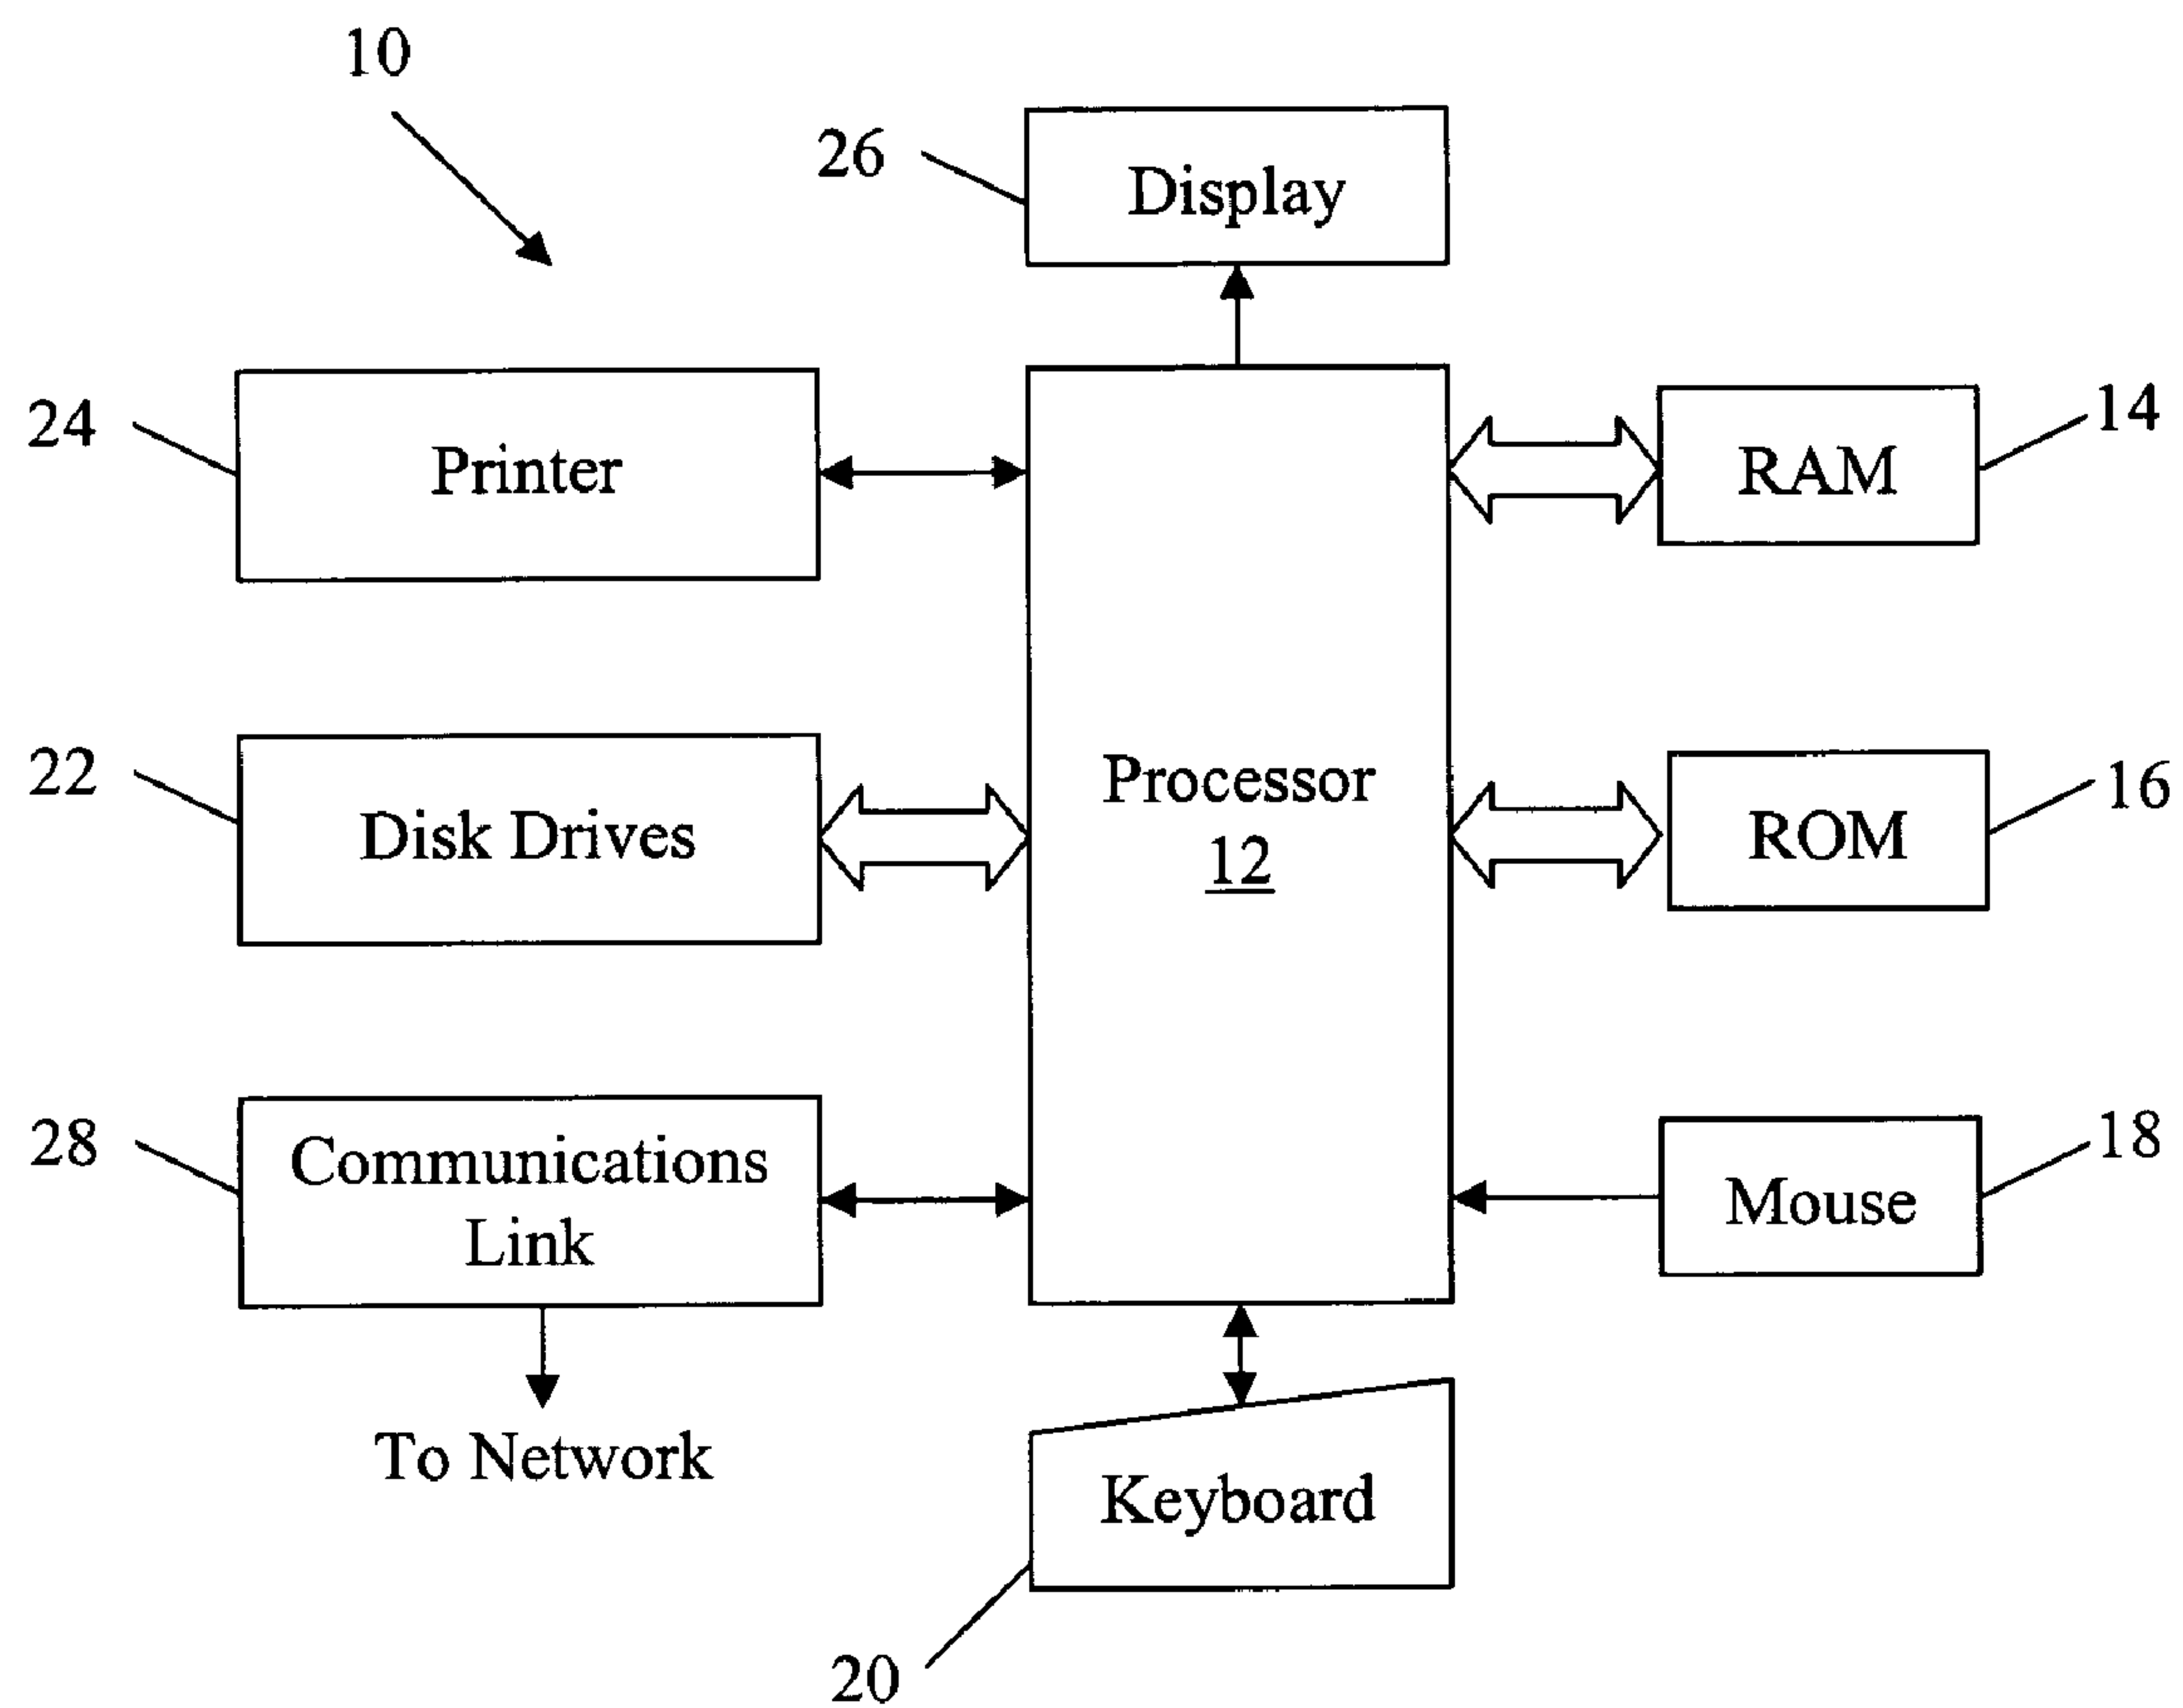 10
26
Display
24
Printer
RAM
14
22
Disk Drives
Processor
12
ROM
16
28
Communications
Link
Mouse
18
To Network
Keyboard
20